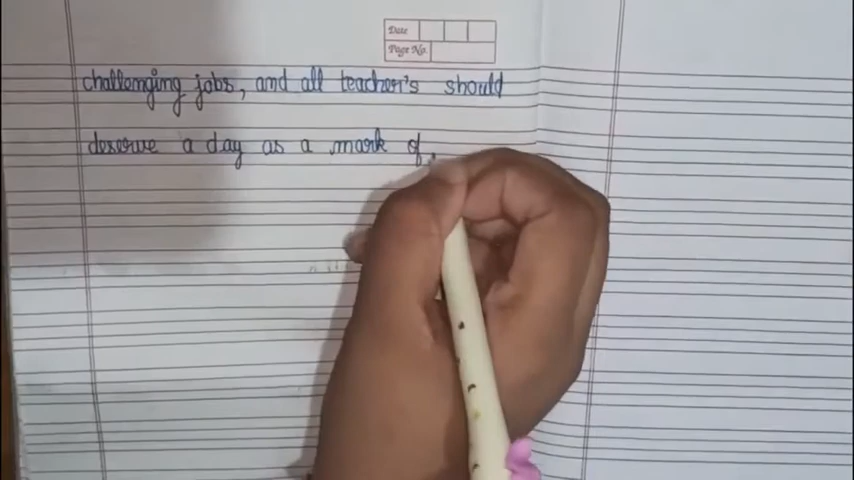 Date
Page No.
challenging jobs, and all teacher's should
deserve a day as a mark of